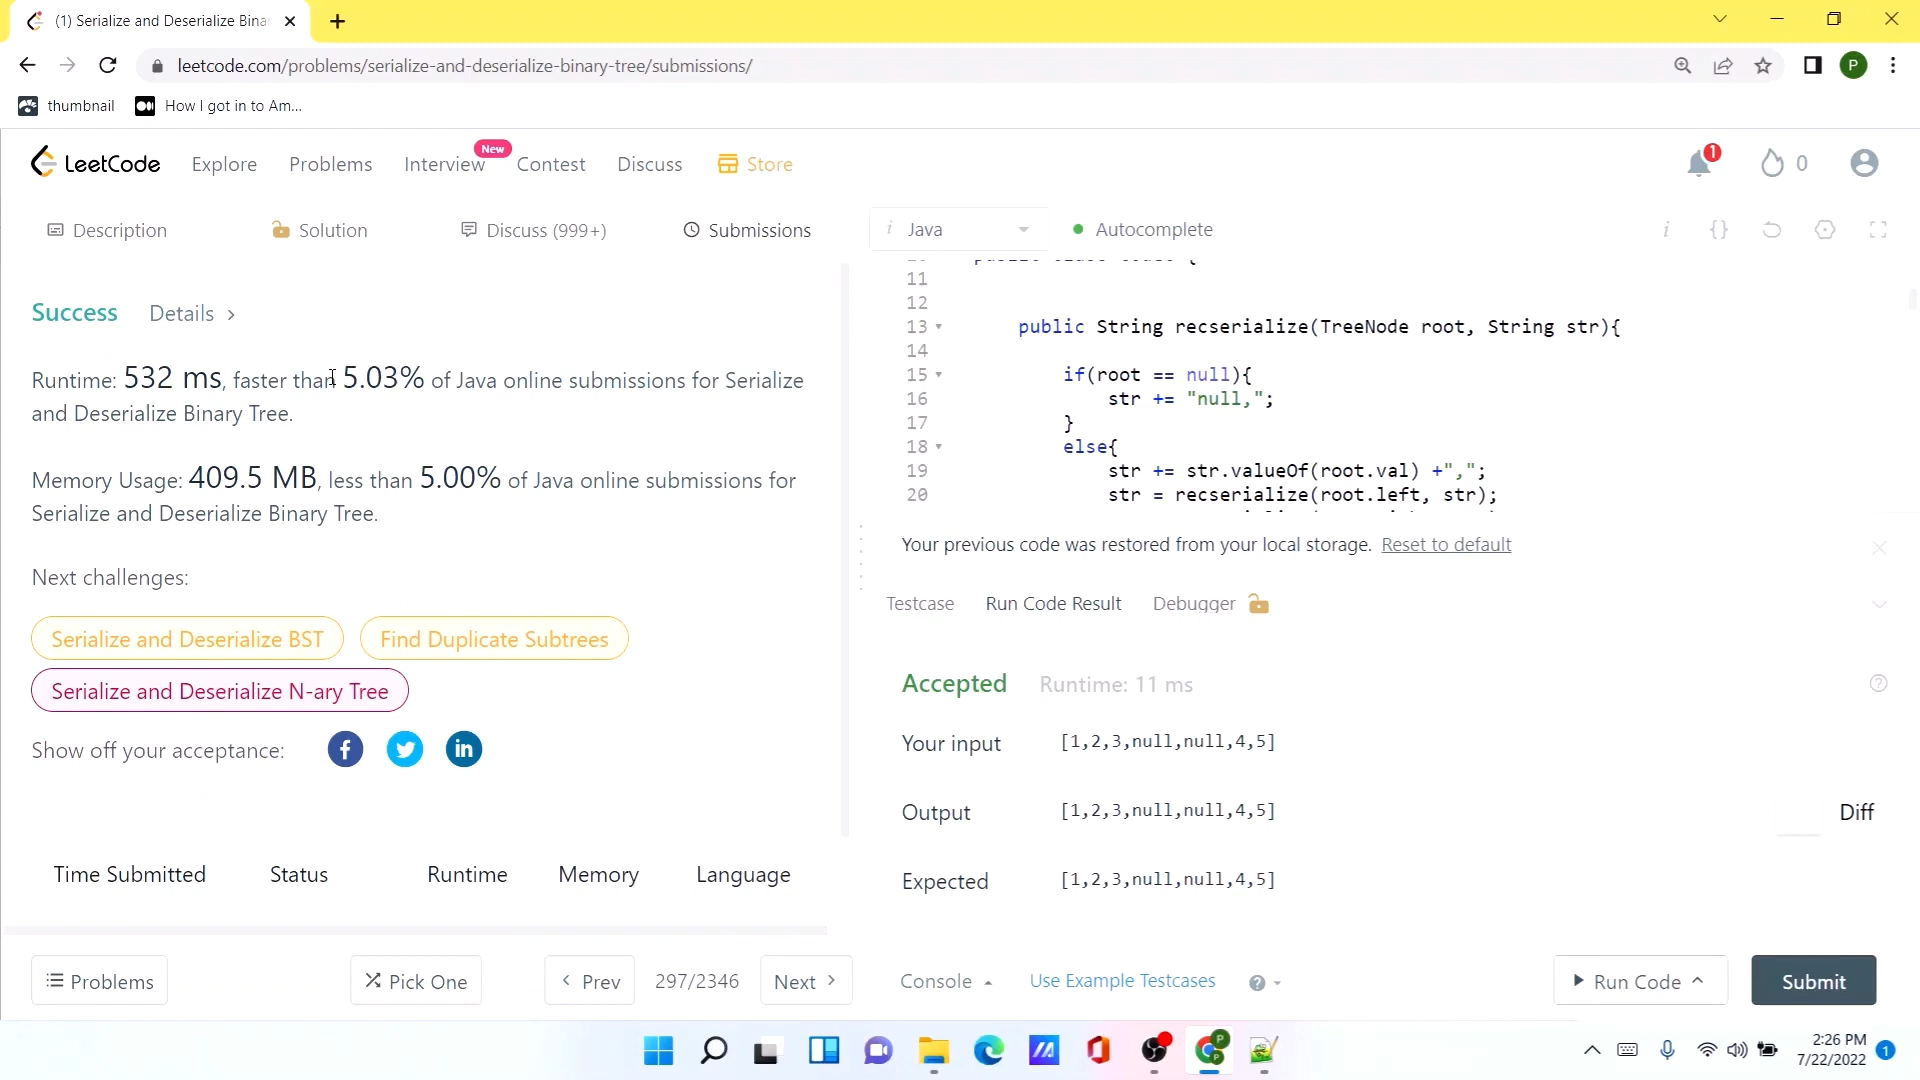 (1) Serialize and Deserialize Bina
leetcode.com/problems/serialize-and-deserialize-binary-tree/submissions/
P
thumbnail
How I got in to Am...
LeetCode
Explore
Problems
Interview
New
Contest
Discuss
Store
1
0
Description
Solution
Discuss (999+)
Submissions
i Java
Autocomplete
i
{}
Success
Details >
Runtime: 532 ms, faster than 5.03% of Java online submissions for Serialize
and Deserialize Binary Tree.
Memory Usage: 409.5 MB, less than 5.00% of Java online submissions for
Serialize and Deserialize Binary Tree.
Next challenges:
Serialize and Deserialize BST
Find Duplicate Subtrees
Serialize and Deserialize N-ary Tree
Show off your acceptance:
Time Submitted
Status
Runtime
Memory
Language
11
12
13 public String recserialize(TreeNode root, String str){
14
15 if(root == null){
16 str += "null,";
17 }
18 else{
19 str += str.valueOf(root.val) +",";
20 str = recserialize(root.left, str);
Your previous code was restored from your local storage. Reset to default
Testcase
Run Code Result
Debugger
Accepted
Runtime: 11 ms
Your input
[1,2,3,null,null,4,5]
Output
[1,2,3,null,null,4,5]
Diff
Expected
[1,2,3,null,null,4,5]
Problems
Pick One
< Prev
297/2346
Next >
Console
Use Example Testcases
Run Code
Submit
2:26 PM
7/22/2022
1